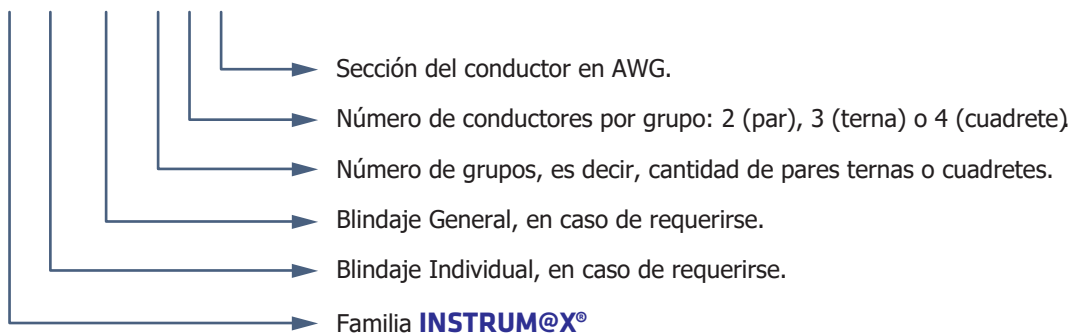 Sección del conductor en AWG.
Número de conductores por grupo: 2 (par), 3 (terna) o 4 (cuadrete).
Número de grupos, es decir, cantidad de pares ternas o cuadretes.
Blindaje General, en caso de requerirse.
Blindaje Individual, en caso de requerirse.
Familia INSTRUM@X®